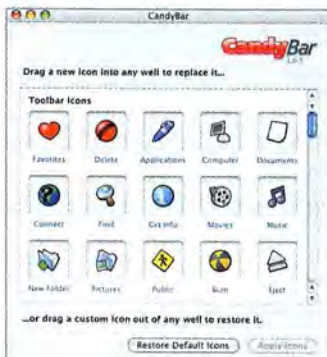 CandyBar
CandyBar
Drag a new icon into any well to replace it...
Toolbar Icons
Favorites Delete Applications Computer Documents
Connect Find Get Info Movies Music
New Folder Pictures Public Burn Eject
...or drag a custom icon out of any well to restore it.
Restore Default Icons Apply Icons